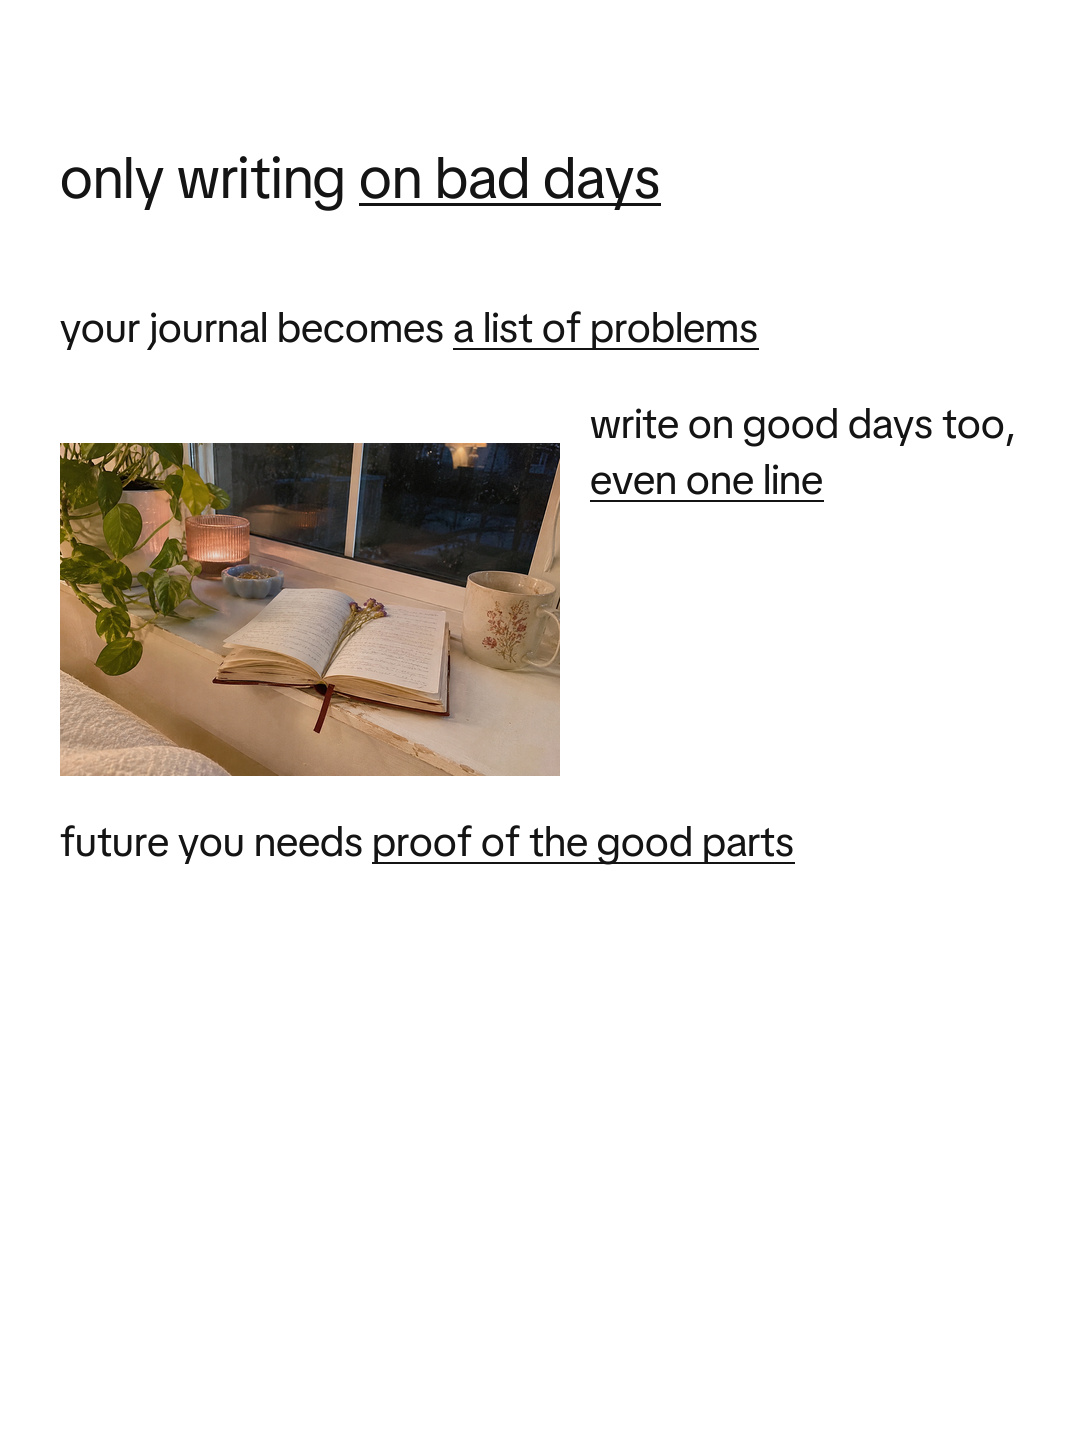 only writing on bad days
your journal becomes a list of problems
write on good days too,
even one line
future you needs proof of the good parts